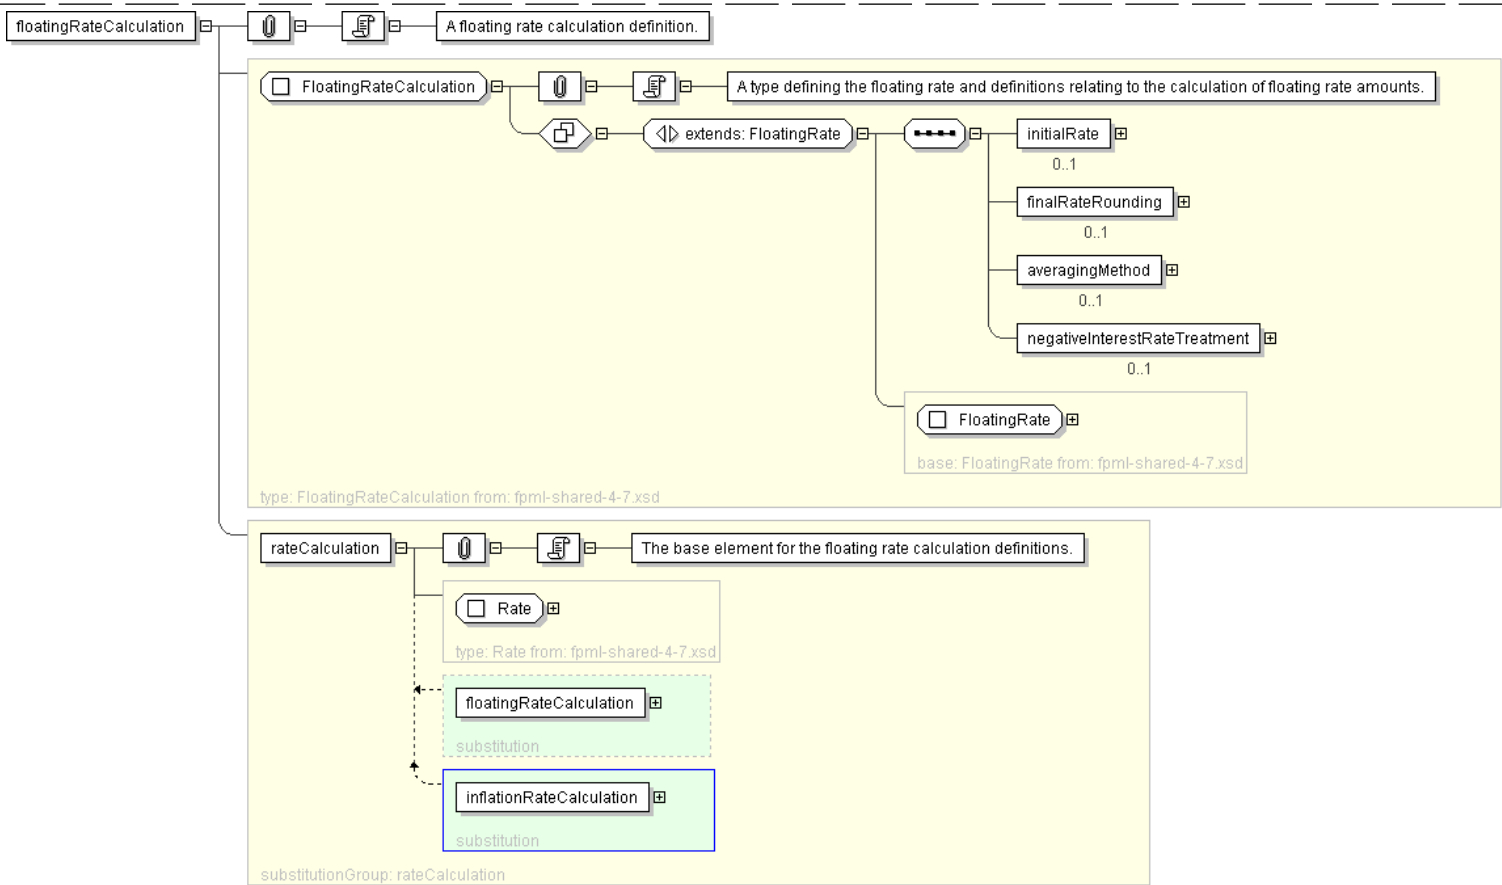 floatingRateCalculation
A floating rate calculation definition.
FloatingRateCalculation
A type defining the floating rate and definitions relating to the calculation of floating rate amounts.
extends: FloatingRate
initialRate
0..1
finalRateRounding
0..1
averagingMethod
0..1
negativeInterestRateTreatment
0..1
FloatingRate
base: FloatingRate from: fpml-shared-4-7.xsd
type: FloatingRateCalculation from: fpml-shared-4-7.xsd
rateCalculation
The base element for the floating rate calculation definitions.
Rate
type: Rate from: fpml-shared-4-7.xsd
floatingRateCalculation
substitution
inflationRateCalculation
substitution
substitutionGroup: rateCalculation